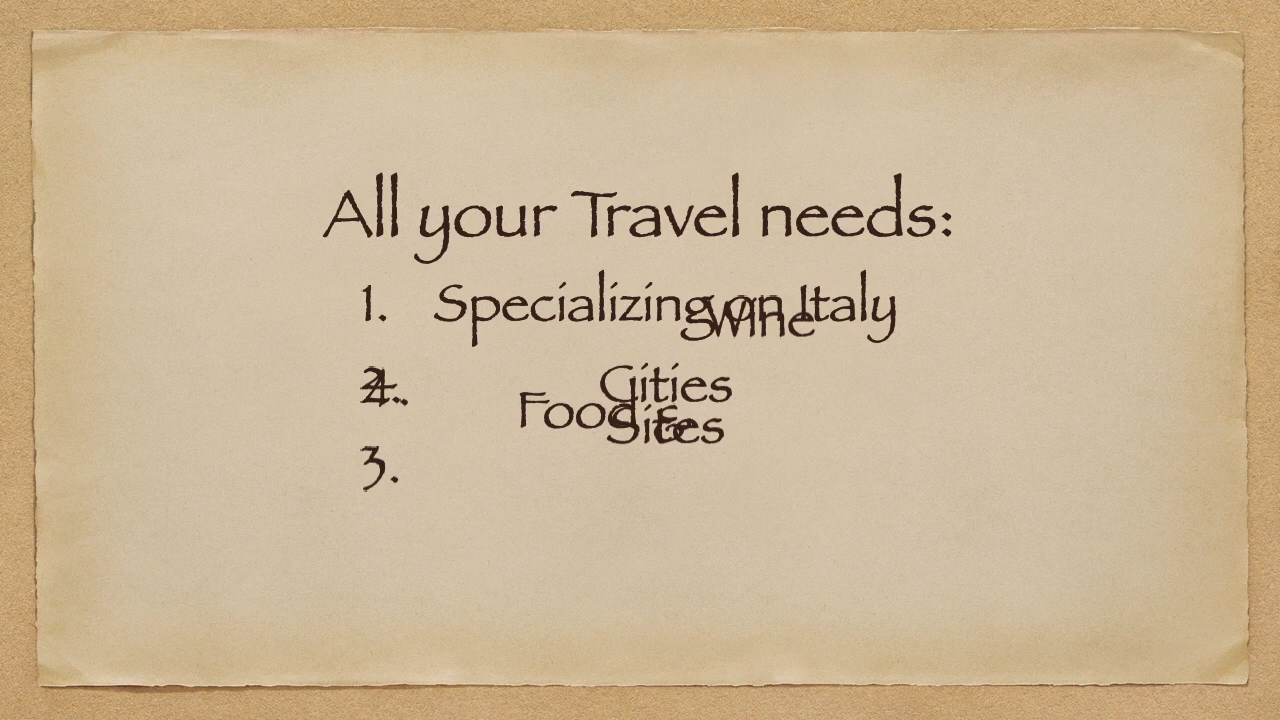 All your Travel needs:
1. Specializing on Italy
Wine
2. Cities
4.
Food &
Sites
3.